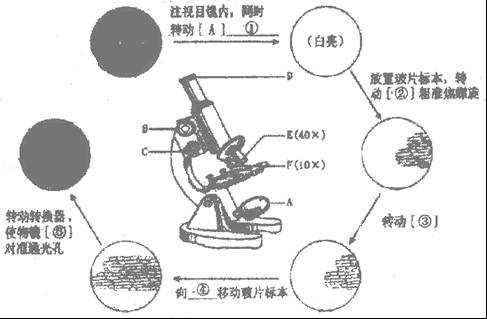 注视目镜内，同时
转动[A] ①
(白亮)
放置玻片标本，转
动[②]粗准焦螺旋
D
B
C
E(40×)
F(10×)
A
转动[③]
向 ④ 移动玻片标本
转动转换器，
使物镜[⑤]
对准通光孔